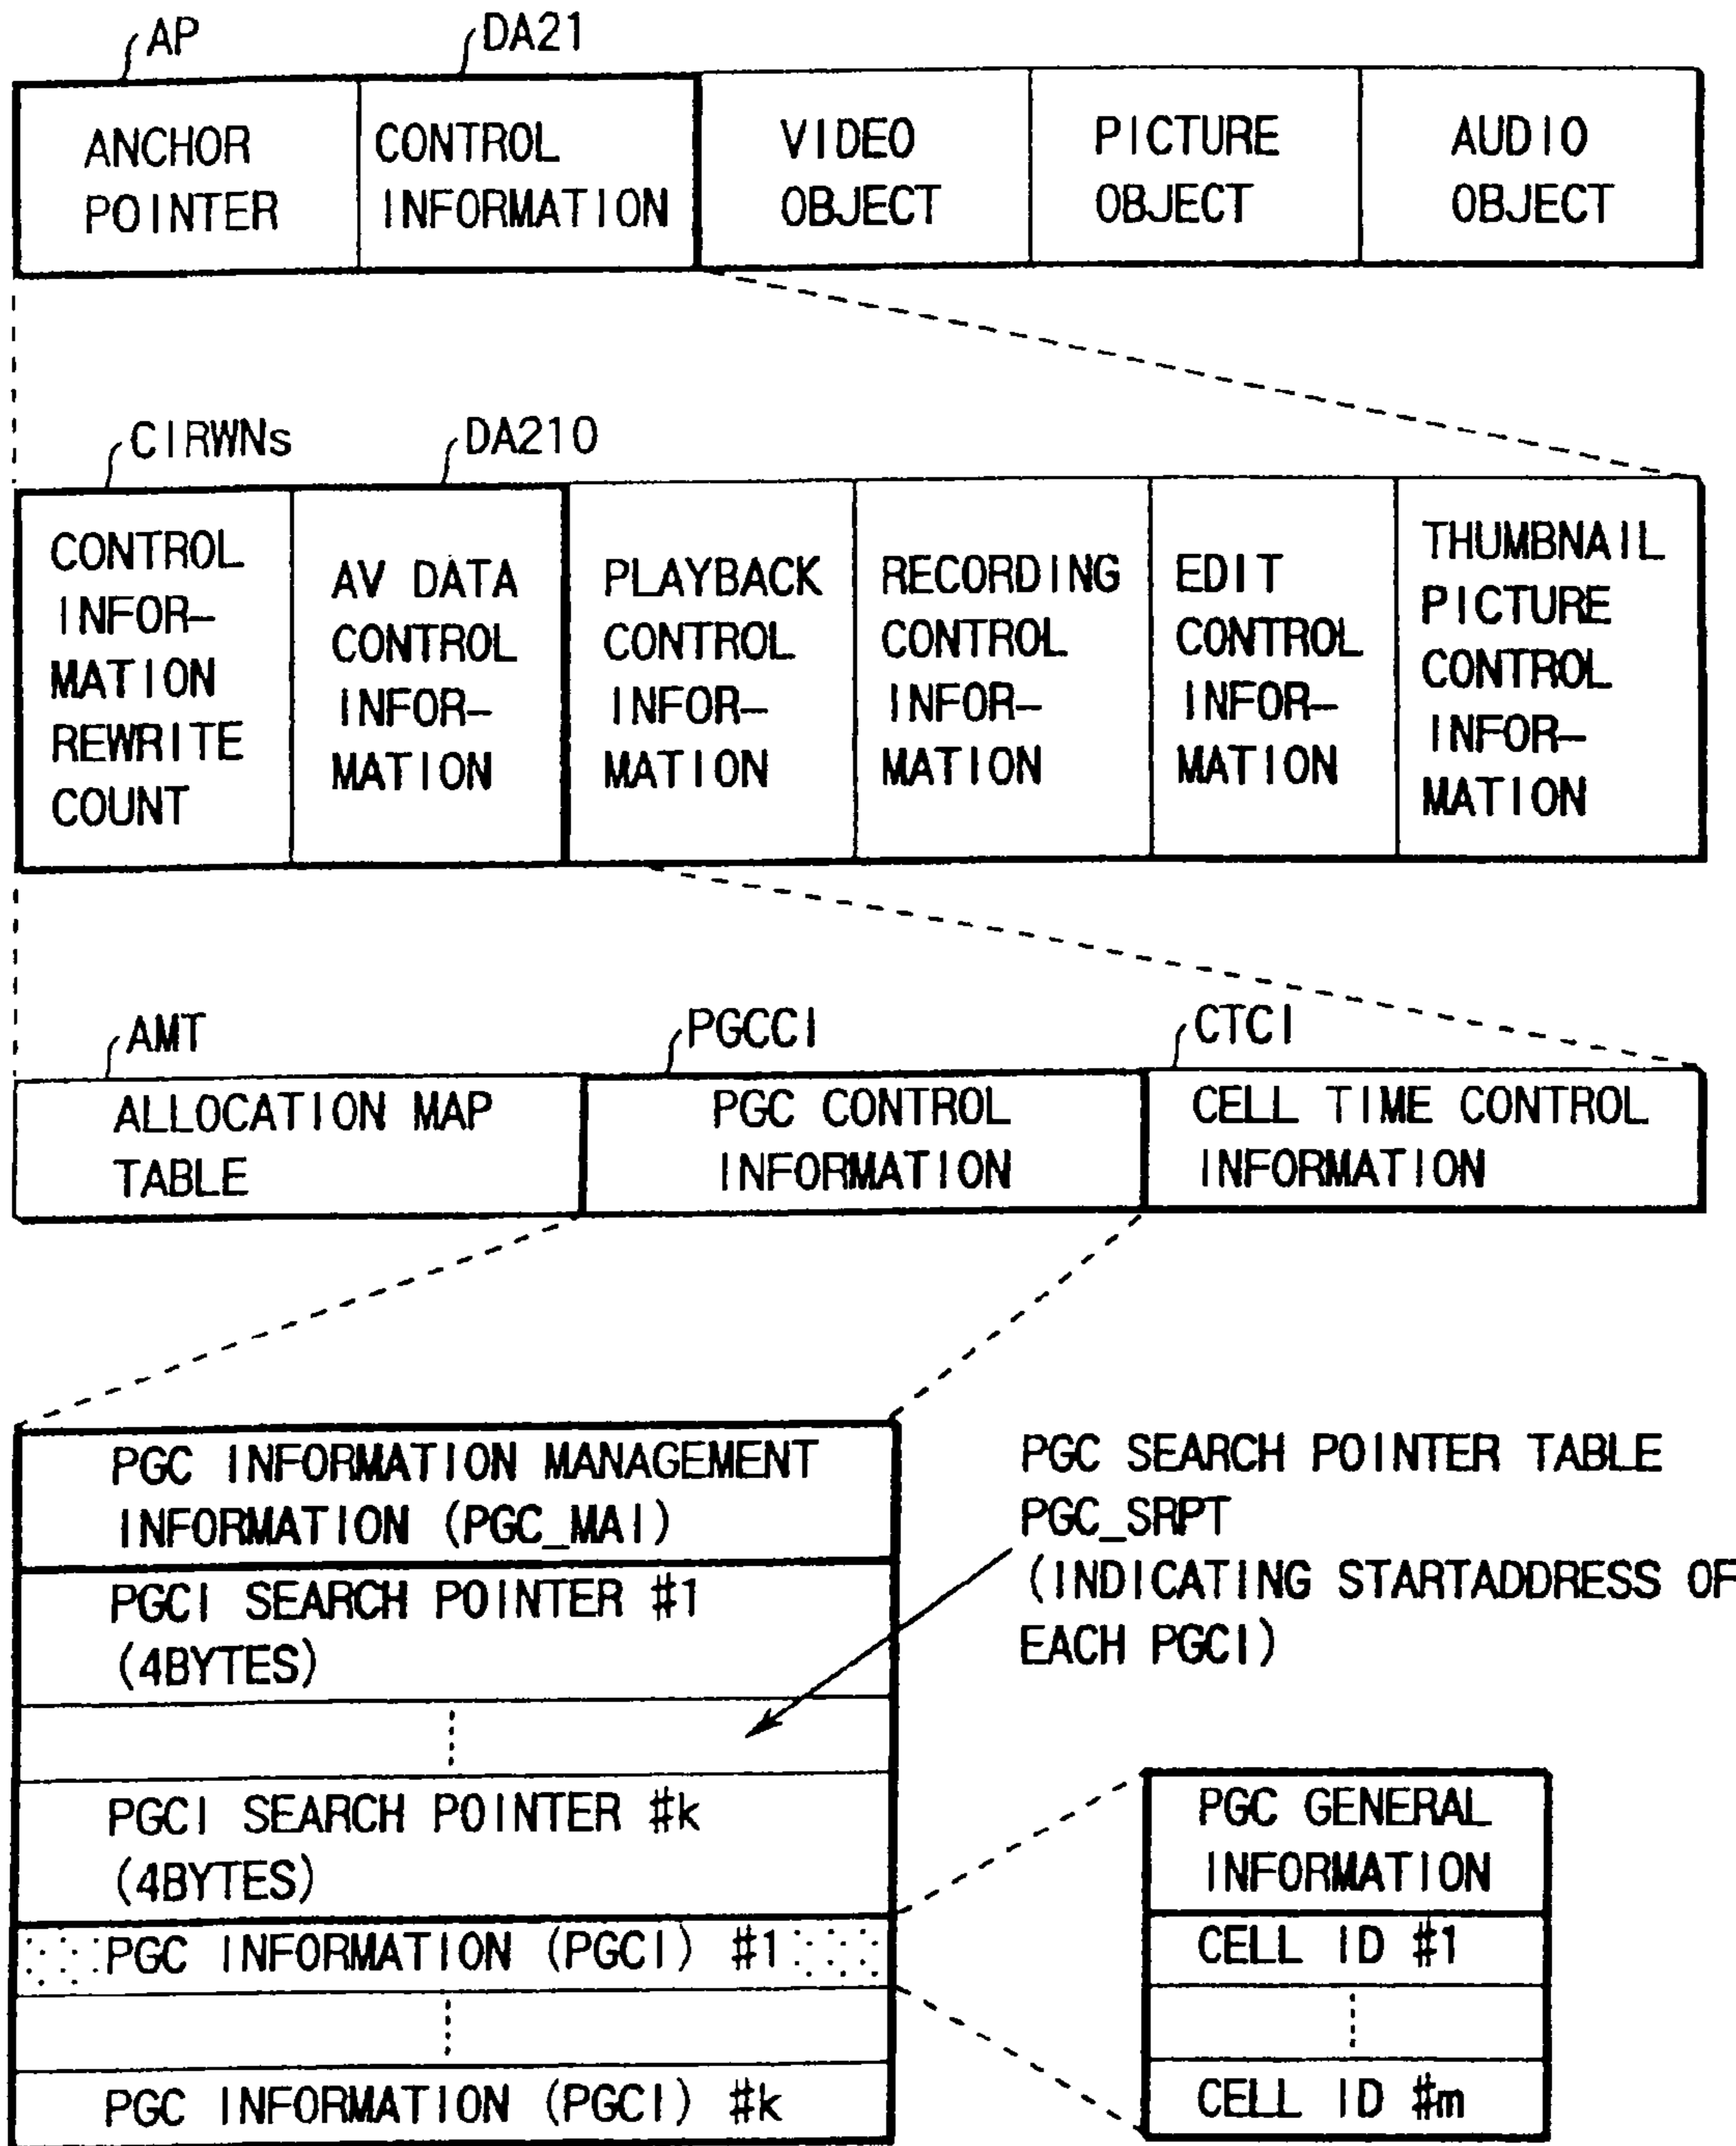 AP
DA21
ANCHOR
POINTER
CONTROL
INFORMATION
VIDEO
OBJECT
PICTURE
OBJECT
AUDIO
OBJECT
CIRWNs
DA210
CONTROL
INFOR-
MATION
REWRITE
COUNT
AV DATA
CONTROL
INFOR-
MATION
PLAYBACK
CONTROL
INFOR-
MATION
RECORDING
CONTROL
INFOR-
MATION
EDIT
CONTROL
INFOR-
MATION
THUMBNAIL
PICTURE
CONTROL
INFOR-
MATION
AMT
PGCCI
CTCI
ALLOCATION MAP
TABLE
PGC CONTROL
INFORMATION
CELL TIME CONTROL
INFORMATION
PGC INFORMATION MANAGEMENT
INFORMATION (PGC_MAI)
PGCI SEARCH POINTER #1
(4BYTES)
PGCI SEARCH POINTER #k
(4BYTES)
PGC INFORMATION (PGCI) #1
PGC INFORMATION (PGCI) #k
PGC SEARCH POINTER TABLE
PGC_SRPT
(INDICATING STARTADDRESS OF
EACH PGCI)
PGC GENERAL
INFORMATION
CELL ID #1
CELL ID #m